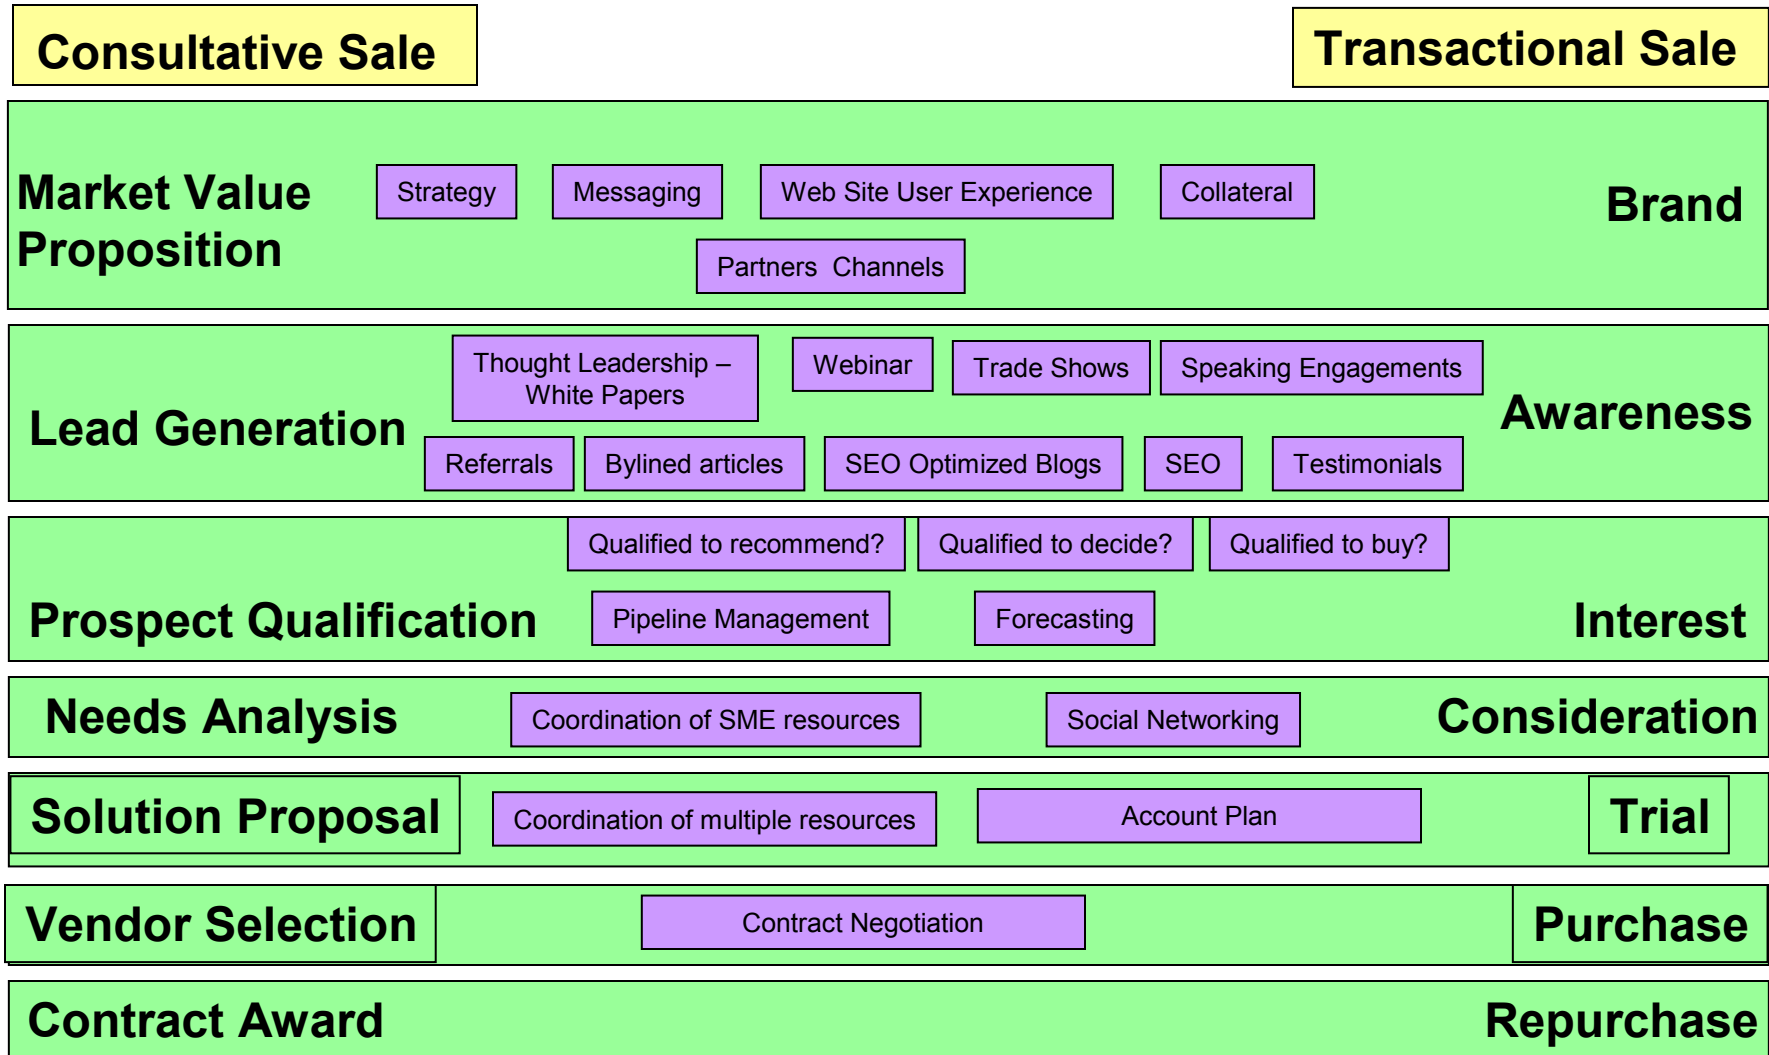 Consultative Sale
Transactional Sale
Market Value
Proposition
Strategy
Messaging
Web Site User Experience
Collateral
Partners  Channels
Brand
Lead Generation
Thought Leadership –
White Papers
Webinar
Trade Shows
Speaking Engagements
Referrals
Bylined articles
SEO Optimized Blogs
SEO
Testimonials
Awareness
Prospect Qualification
Qualified to recommend?
Qualified to decide?
Qualified to buy?
Pipeline Management
Forecasting
Interest
Needs Analysis
Coordination of SME resources
Social Networking
Consideration
Solution Proposal
Coordination of multiple resources
Account Plan
Trial
Vendor Selection
Contract Negotiation
Purchase
Contract Award
Repurchase